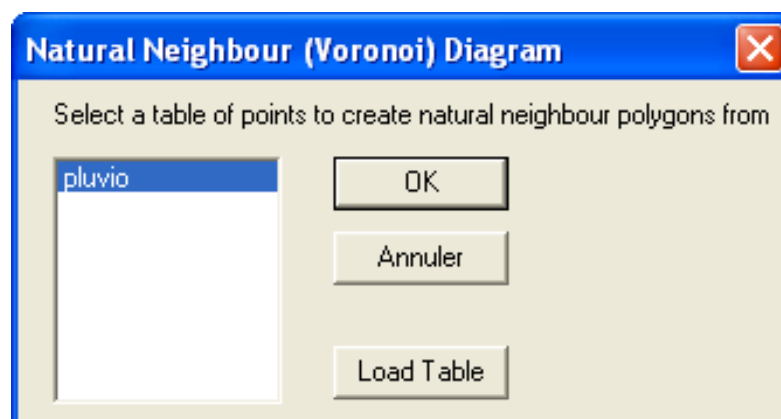 Natural Neighbour (Voronoi) Diagram
Select a table of points to create natural neighbour polygons from
pluvio
OK
Annuler
Load Table